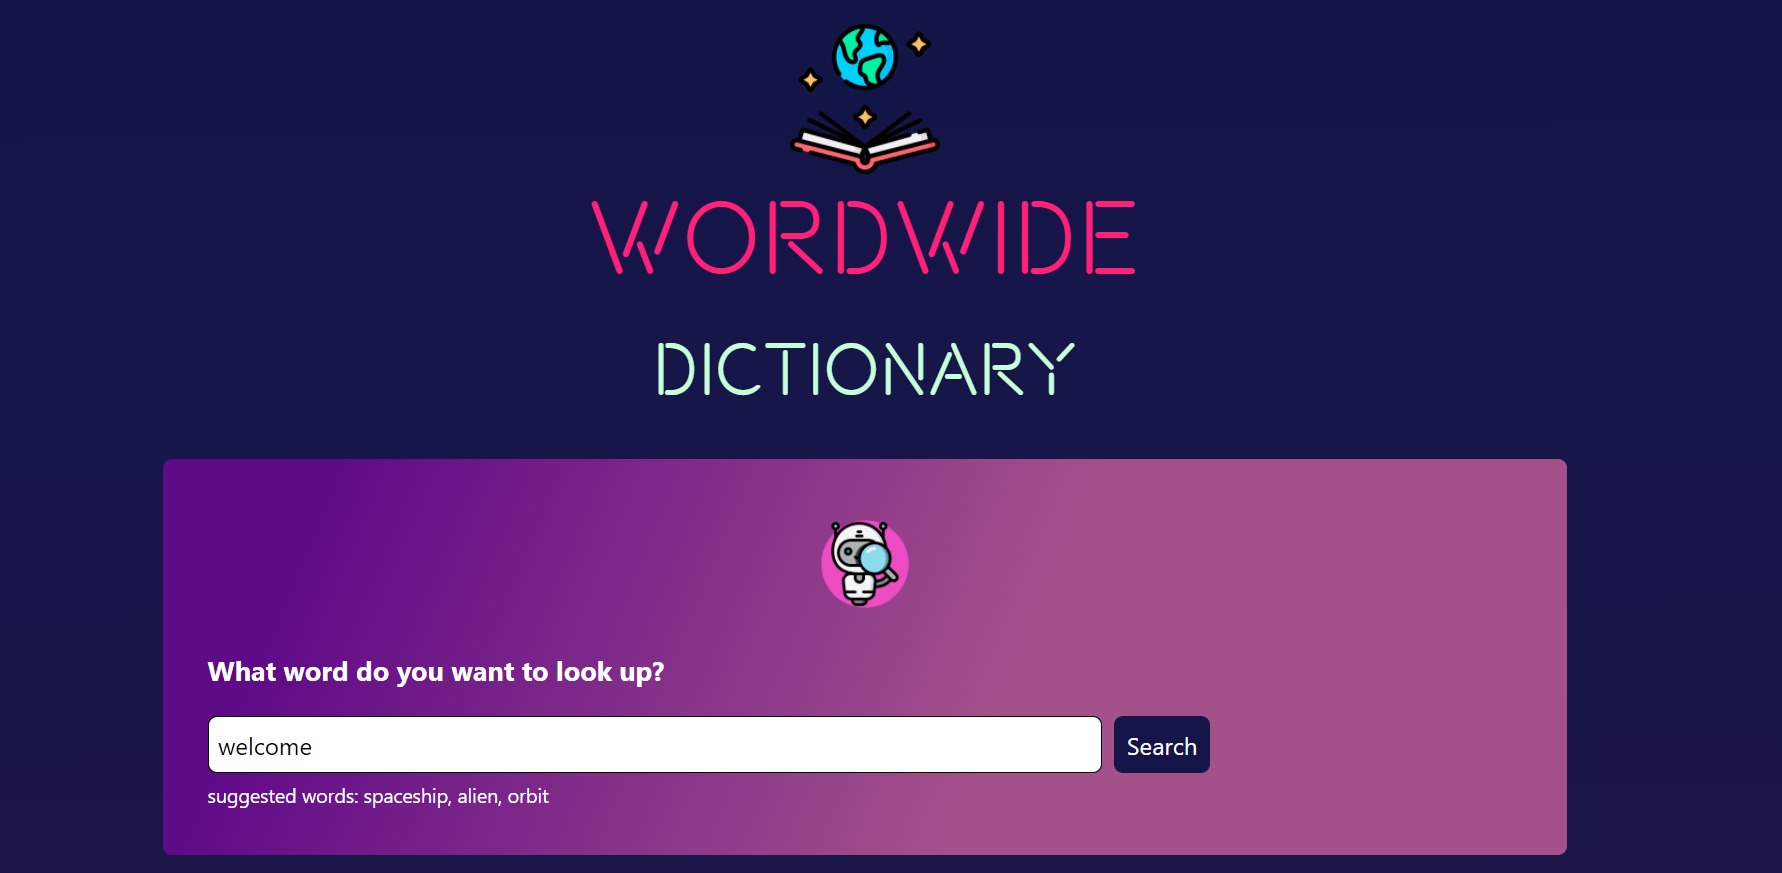 WORDWIDE
DICTIONARY
What word do you want to look up?
welcome
Search
suggested words: spaceship, alien, orbit